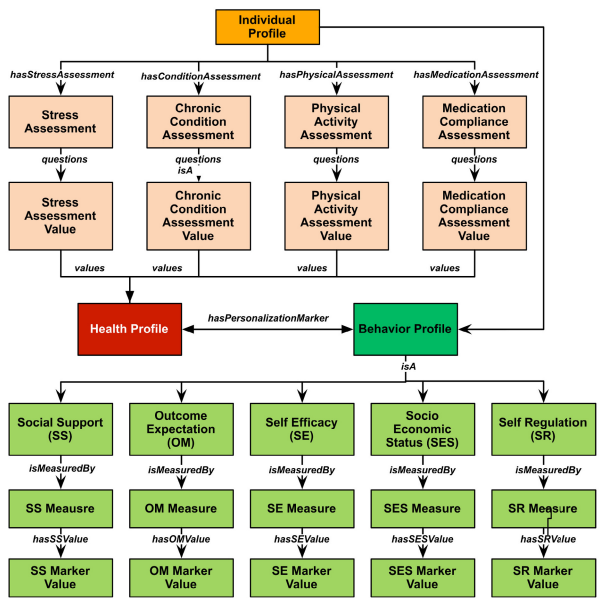 Individual
Profile
hasStressAssessment
hasConditionAssessment
hasPhysicalAssessment
hasMedicationAssessment
Stress
Assessment
Chronic
Condition
Assessment
Physical
Activity
Assessment
Medication
Compliance
Assessment
questions
questions
isA
questions
questions
Stress
Assessment
Value
Chronic
Condition
Assessment
Value
Physical
Activity
Assessment
Value
Medication
Compliance
Assessment
Value
values
values
values
values
Health Profile
hasPersonalizationMarker
Behavior Profile
isA
Social Support
(SS)
Outcome
Expectation
(OM)
Self Efficacy
(SE)
Socio
Economic
Status (SES)
Self Regulation
(SR)
isMeasuredBy
isMeasuredBy
isMeasuredBy
isMeasuredBy
isMeasuredBy
SS Meausre
OM Measure
SE Measure
SES Measure
SR Measure
hasSSValue
hasOMValue
hasSEValue
hasSESValue
hasSRValue
SS Marker
Value
OM Marker
Value
SE Marker
Value
SES Marker
Value
SR Marker
Value